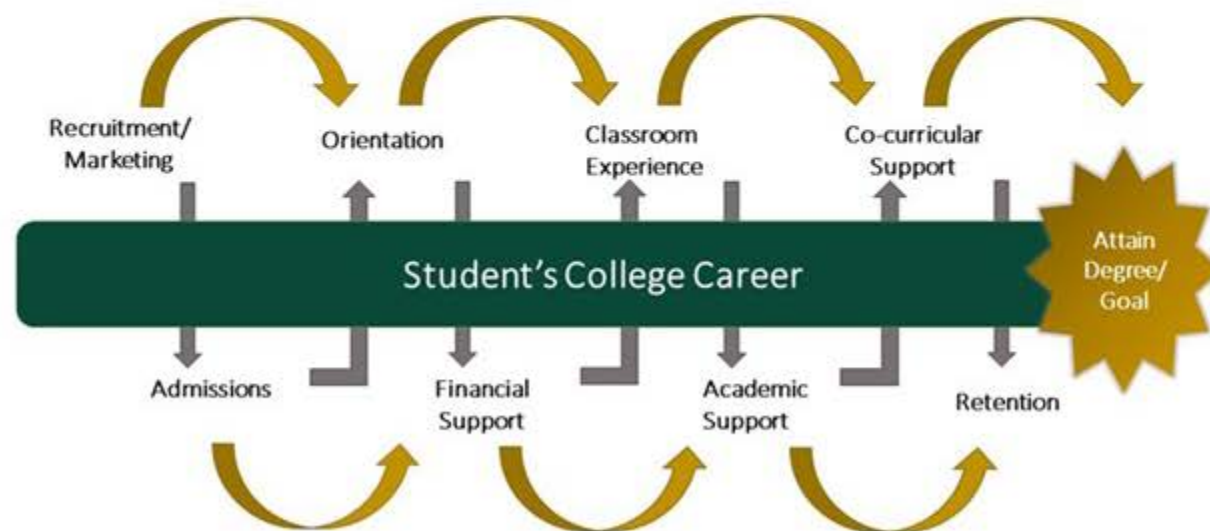 Recruitment/
Marketing
Orientation
Classroom
Experience
Co-curricular
Support
Student's College Career
Attain
Degree/
Goal
Admissions
Financial
Support
Academic
Support
Retention